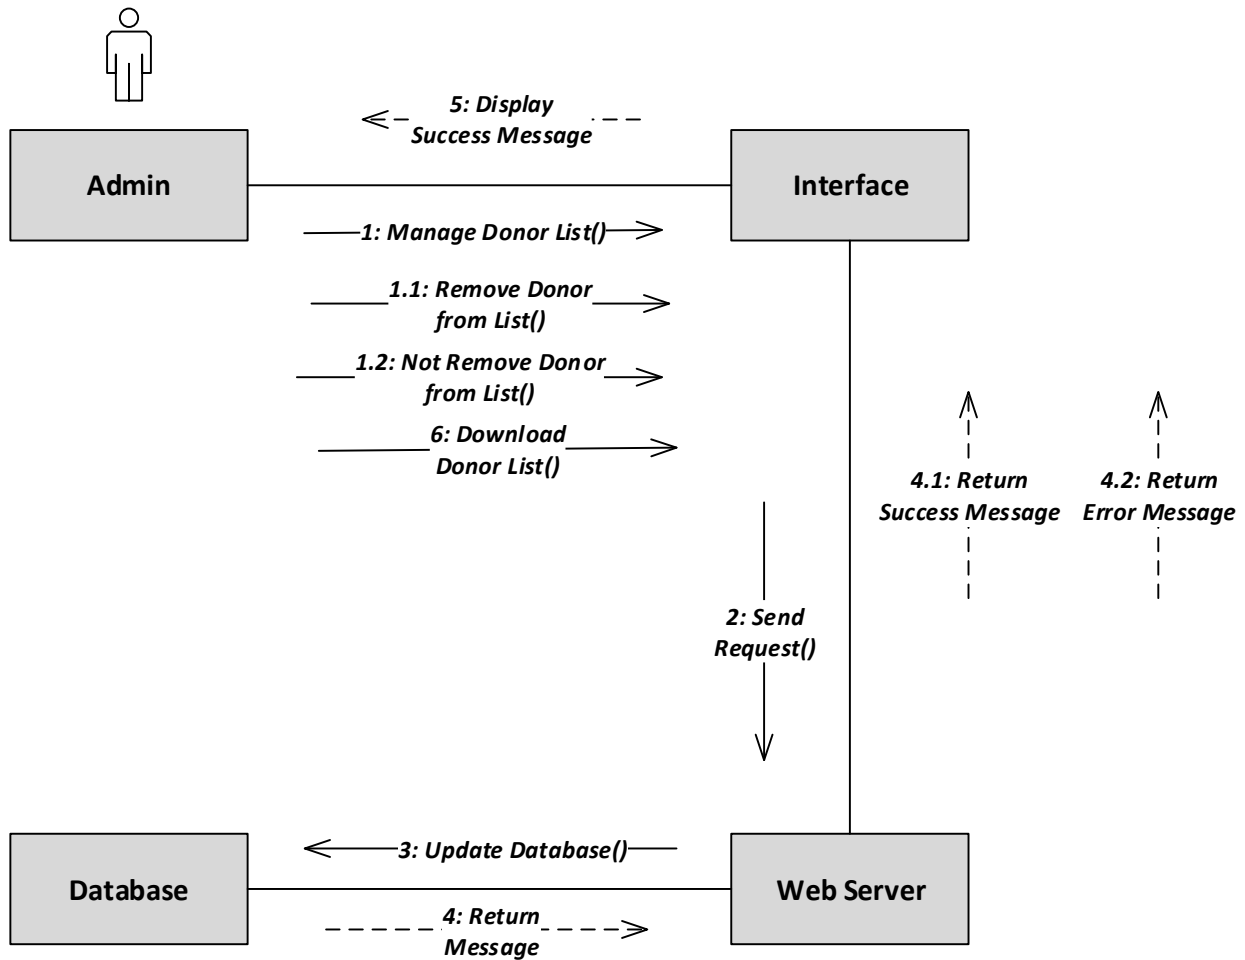 5: Display
Success Message
Admin
Interface
1: Manage Donor List()
1.1: Remove Donor
from List()
1.2: Not Remove Donor
from List()
6: Download
Donor List()
4.1: Return
Success Message
4.2: Return
Error Message
2: Send
Request()
3: Update Database()
Database
Web Server
4: Return
Message